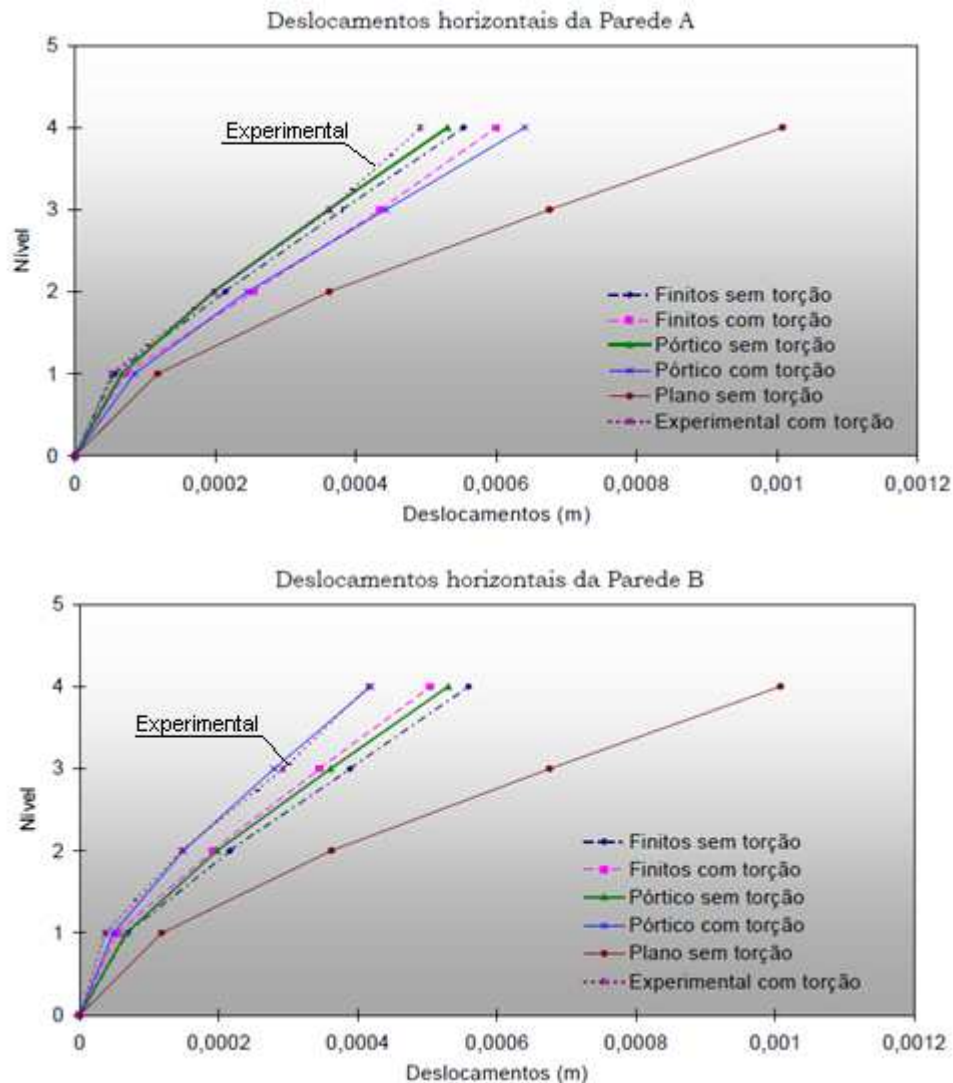 Deslocamentos horizontais da Parede A
5
Experimental
4
3
Nível
2
Finitos sem torção
Finitos com torção
Pórtico sem torção
1
Pórtico com torção
Plano sem torção
Experimental com torção
0
0 0,0002 0,0004 0,0006 0,0008 0,001 0,0012
Deslocamentos (m)
Deslocamentos horizontais da Parede B
5
4
Experimental
3
Nível
2
Finitos sem torção
Finitos com torção
Pórtico sem torção
1
Pórtico com torção
Plano sem torção
Experimental com torção
0
0 0,0002 0,0004 0,0006 0,0008 0,001 0,0012
Deslocamentos (m)